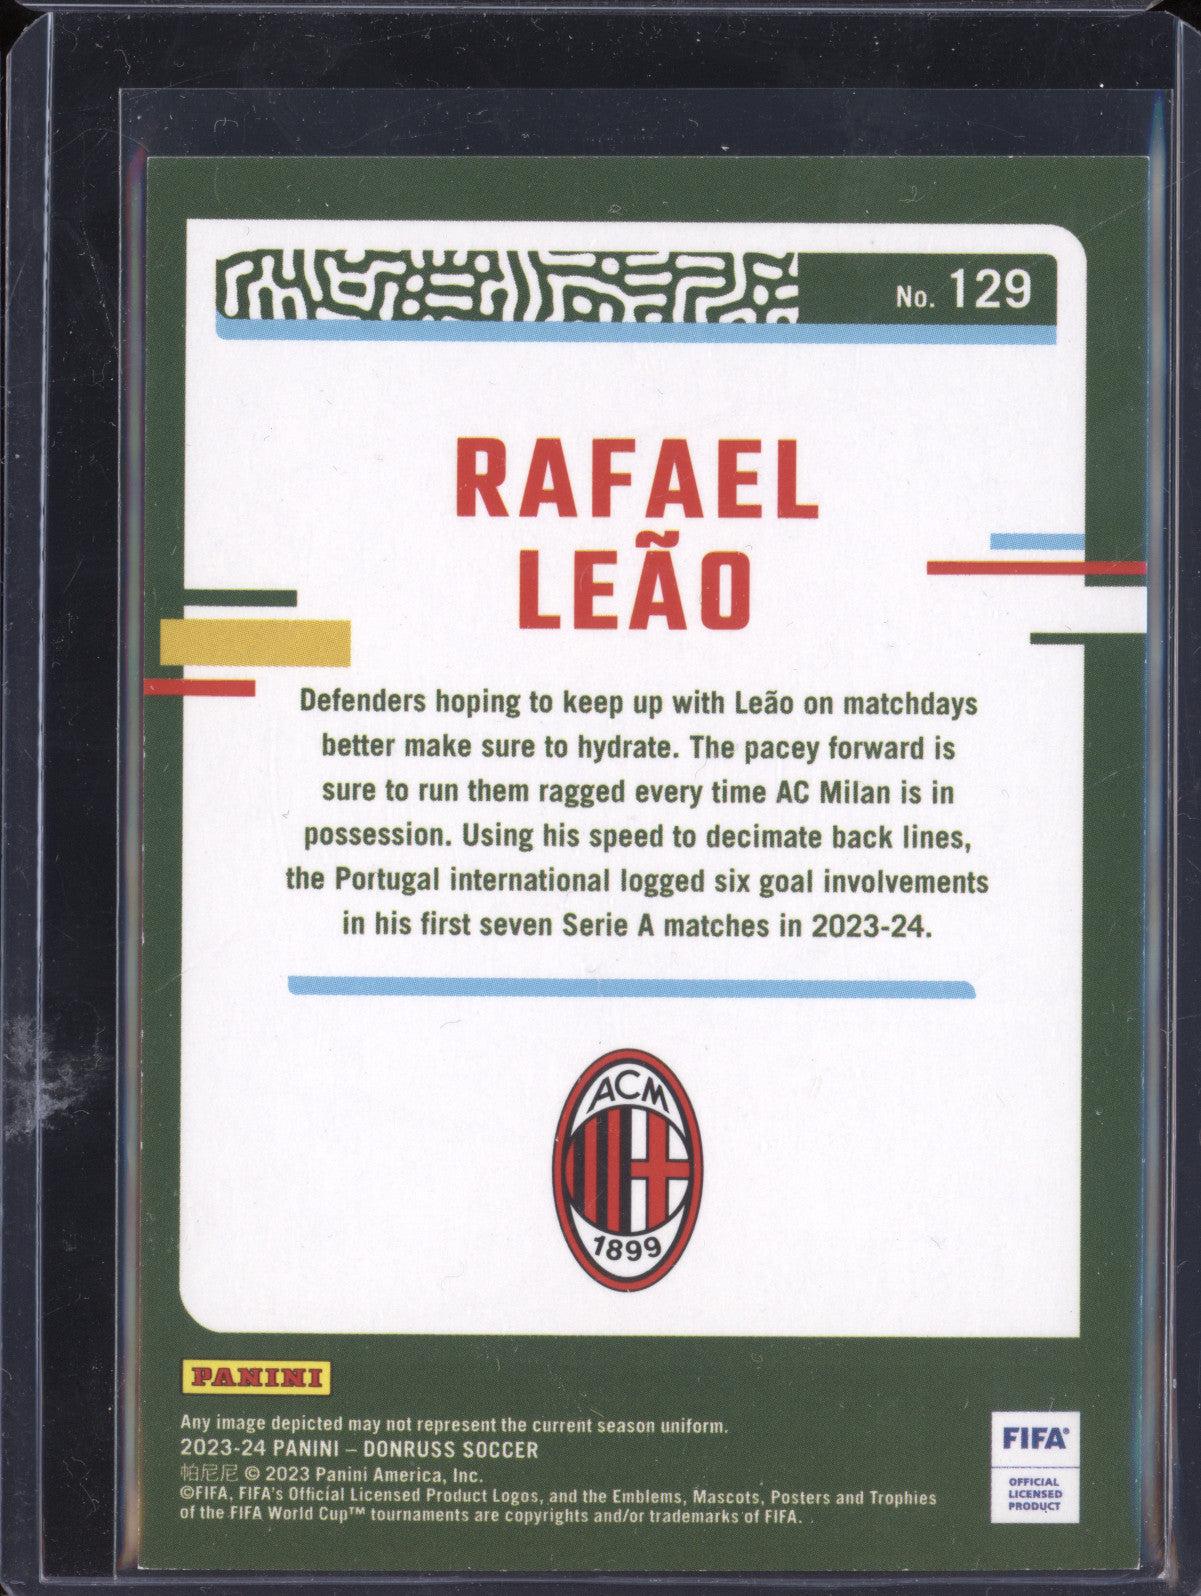 No. 129
RAFAEL
LEÃO
Defenders hoping to keep up with Leão on matchdays
better make sure to hydrate. The pacey forward is
sure to run them ragged every time AC Milan is in
possession. Using his speed to decimate back lines,
the Portugal international logged six goal involvements
in his first seven Serie A matches in 2023-24.
ACM
1899
PANINI
Any image depicted may not represent the current season uniform.
2023-24 PANINI – DONRUSS SOCCER
帕尼尼 © 2023 Panini America, Inc.
©FIFA, FIFA's Official Licensed Product Logos, and the Emblems, Mascots, Posters and Trophies
of the FIFA World Cup™ tournaments are copyrights and/or trademarks of FIFA.
FIFA®
OFFICIAL
LICENSED
PRODUCT